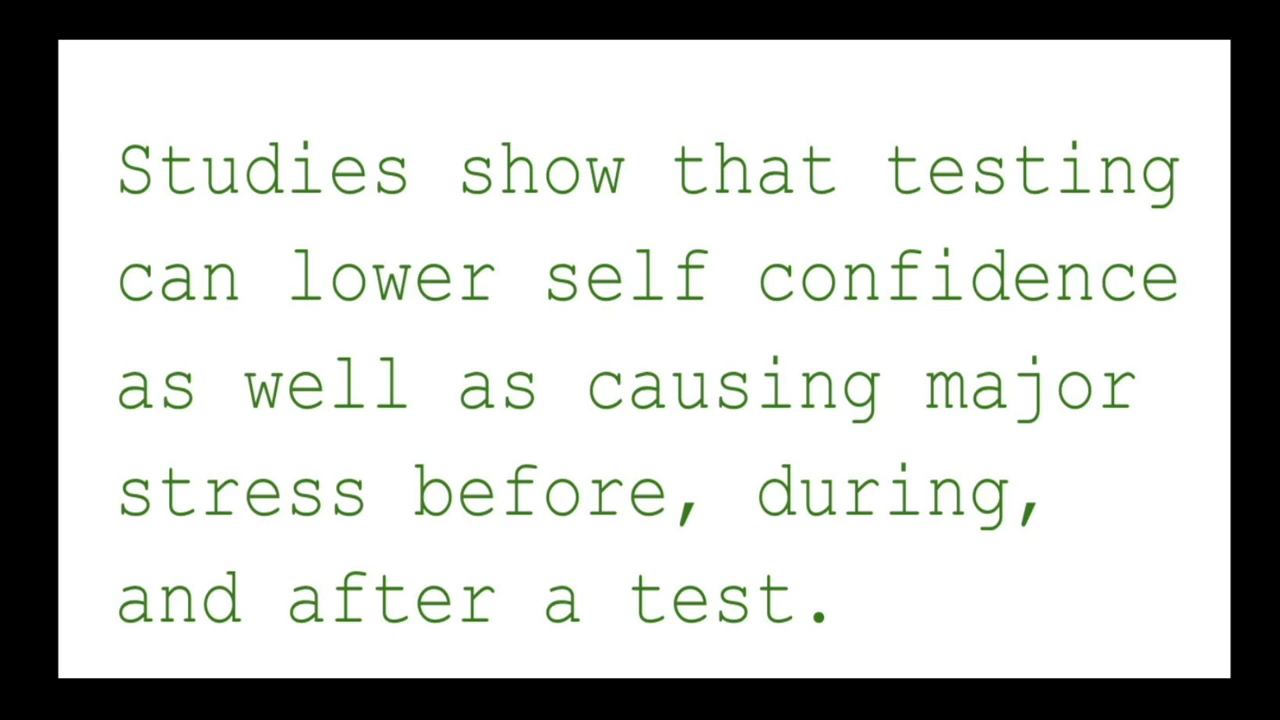 Studies show that testing
can lower self confidence
as well as causing major
stress before, during,
and after a test.